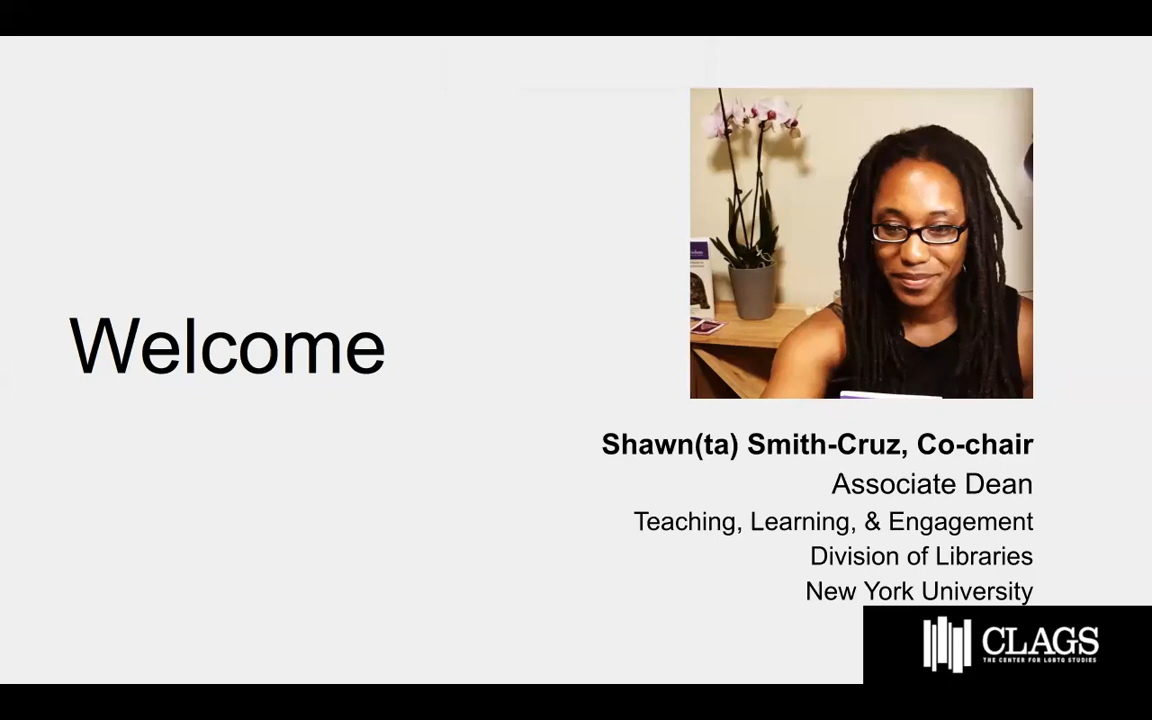 Welcome
Shawn(ta) Smith-Cruz, Co-chair
Associate Dean
Teaching, Learning, & Engagement
Division of Libraries
New York University
CLAGS
THE CENTER FOR LGBTQ STUDIES